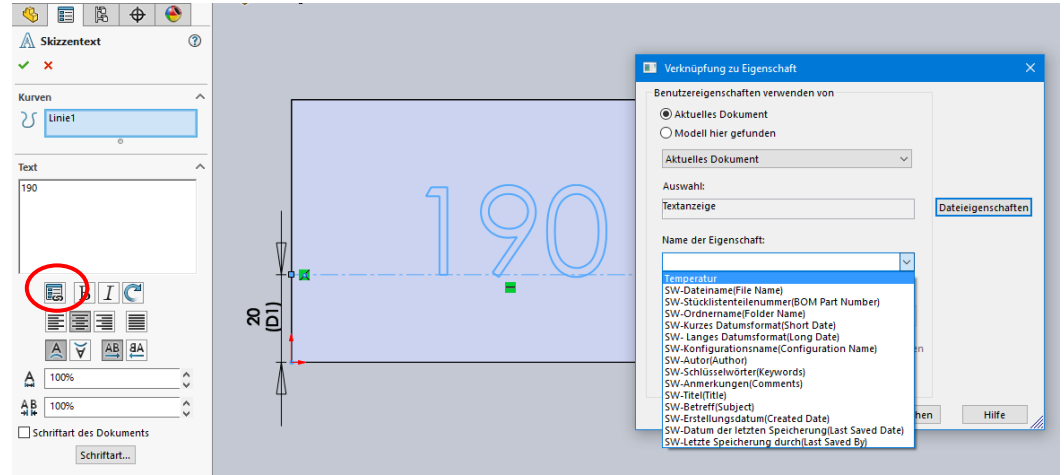 Skizzentext
Kurven
Linie1
Text
190
B I C
A A AB AB
A 100%
AB 100%
Schriftart des Dokuments
Schriftart...
190
20
(D1)
Verknüpfung zu Eigenschaft
Benutzereigenschaften verwenden von
Aktuelles Dokument
Modell hier gefunden
Aktuelles Dokument
Auswahl:
Textanzeige
Dateieigenschaften
Name der Eigenschaft:
Temperatur
SW-Dateiname(File Name)
SW-Stücklistenteilenummer(BOM Part Number)
SW-Ordnername(Folder Name)
SW-Kurzes Datumsformat(Short Date)
SW- Langes Datumsformat(Long Date)
SW-Konfigurationsname(Configuration Name)
en
SW-Autor(Author)
SW-Schlüsselwörter(Keywords)
SW-Anmerkungen(Comments)
SW-Titel(Title)
SW-Betreff(Subject)
SW-Erstellungsdatum(Created Date)
SW-Datum der letzten Speicherung(Last Saved Date)
SW-Letzte Speicherung durch(Last Saved By)
hen
Hilfe